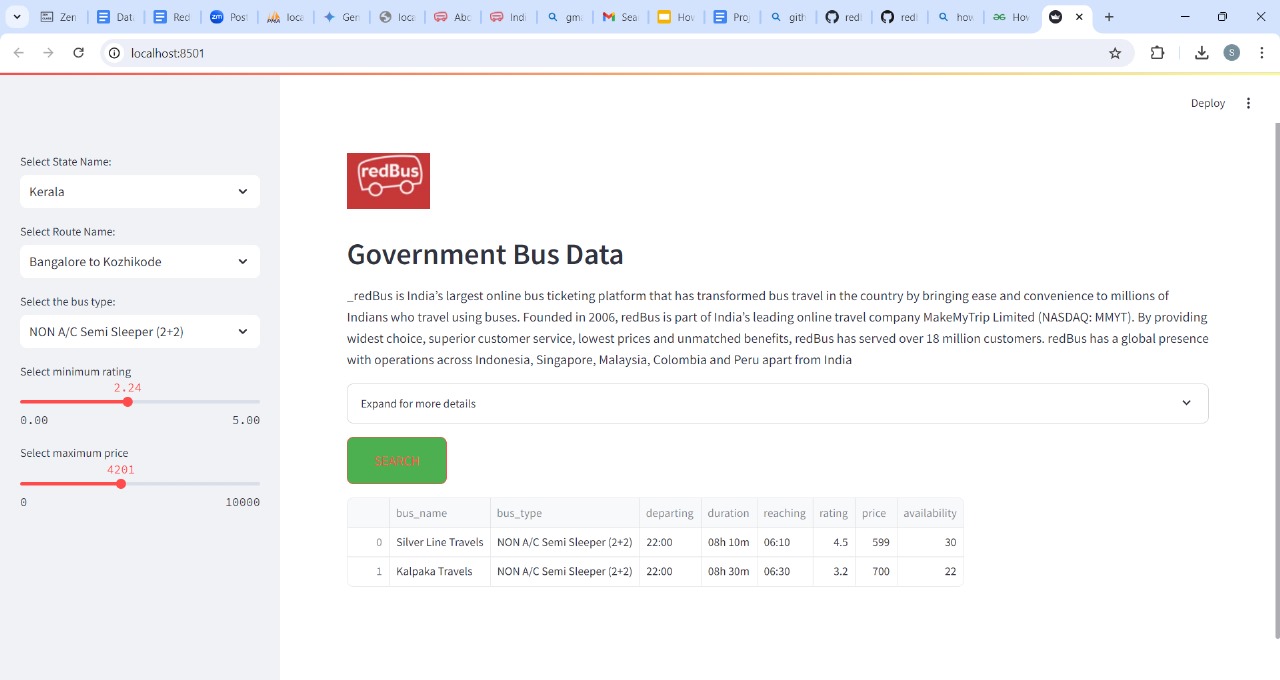 Zen
Dat
Red
Post
loca
Gen
loca
Abc
Indi
gma
Sea
How
Proj
gith
redl
redl
how
Hov
localhost:8501
S
Deploy
Select State Name:
Kerala
Select Route Name:
Bangalore to Kozhikode
Select the bus type:
NON A/C Semi Sleeper (2+2)
Select minimum rating
2.24
0.00 5.00
Select maximum price
4201
0 10000
redBus
Government Bus Data
_redBus is India’s largest online bus ticketing platform that has transformed bus travel in the country by bringing ease and convenience to millions of
Indians who travel using buses. Founded in 2006, redBus is part of India’s leading online travel company MakeMyTrip Limited (NASDAQ: MMYT). By providing
widest choice, superior customer service, lowest prices and unmatched benefits, redBus has served over 18 million customers. redBus has a global presence
with operations across Indonesia, Singapore, Malaysia, Colombia and Peru apart from India
Expand for more details
SEARCH
bus_name bus_type departing duration reaching rating price availability
0 Silver Line Travels NON A/C Semi Sleeper (2+2) 22:00 08h 10m 06:10 4.5 599 30
1 Kalpaka Travels NON A/C Semi Sleeper (2+2) 22:00 08h 30m 06:30 3.2 700 22